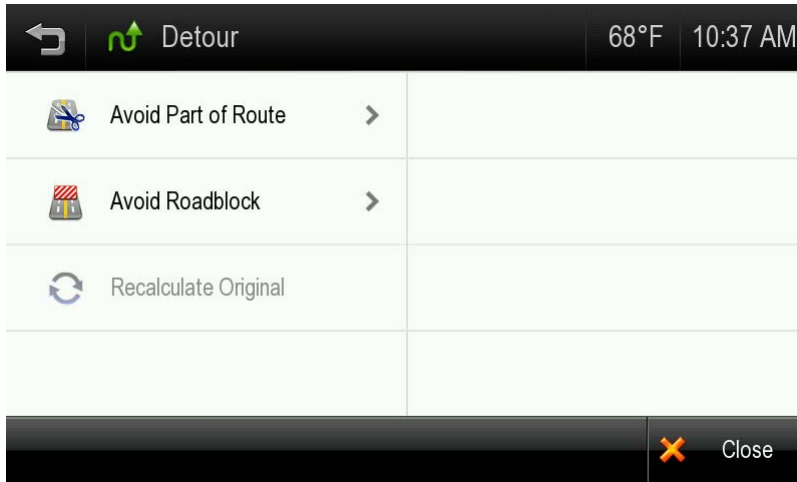 Detour
68°F
10:37 AM
Avoid Part of Route
Avoid Roadblock
Recalculate Original
Close